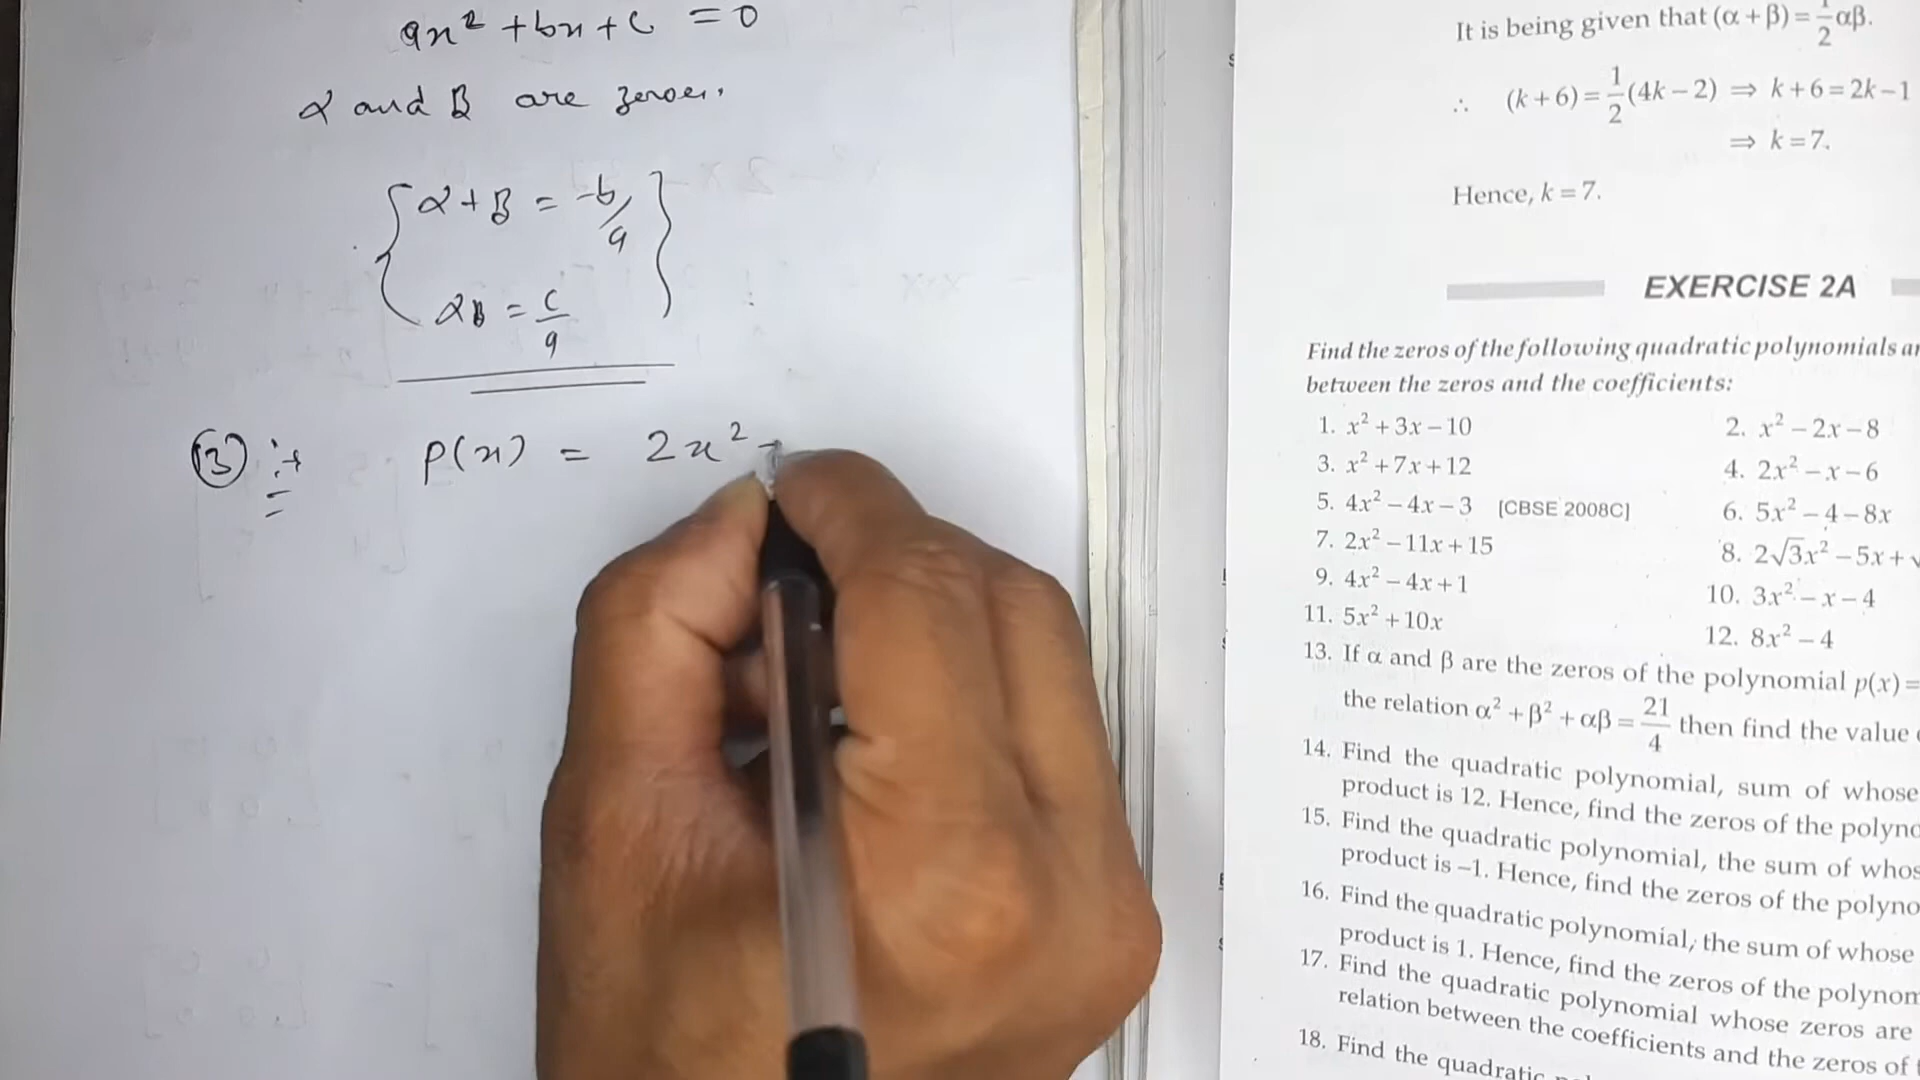 ax² + bx + c = 0
α and β are zeroes.
α + β = -b/a
αβ = c/a
(13) :→ p(x) = 2x²
It is being given that (α + β) = 1/2 αβ.
∴ (k + 6) = 1/2 (4k – 2) ⇒ k + 6 = 2k – 1
⇒ k = 7.
Hence, k = 7.
EXERCISE 2A
Find the zeros of the following quadratic polynomials
between the zeros and the coefficients:
1. x² + 3x – 10 2. x² – 2x – 8
3. x² + 7x + 12 4. 2x² – x – 6
5. 4x² – 4x – 3 [CBSE 2008C] 6. 5x² – 4 – 8x
7. 2x² – 11x + 15 8. 2√3x² – 5x +
9. 4x² – 4x + 1 10. 3x² – x – 4
11. 5x² + 10x 12. 8x² – 4
13. If α and β are the zeros of the polynomial p(x) =
the relation α² + β² + αβ = 21/4 then find the value
14. Find the quadratic polynomial, sum of whose
product is 12. Hence, find the zeros of the
15. Find the quadratic polynomial, the sum of
product is –1. Hence, find the zeros of the
16. Find the quadratic polynomial, the sum of whose
product is 1. Hence, find the zeros of the
17. Find the quadratic polynomial whose zeros are
relation between the coefficients and the zeros of
18. Find the